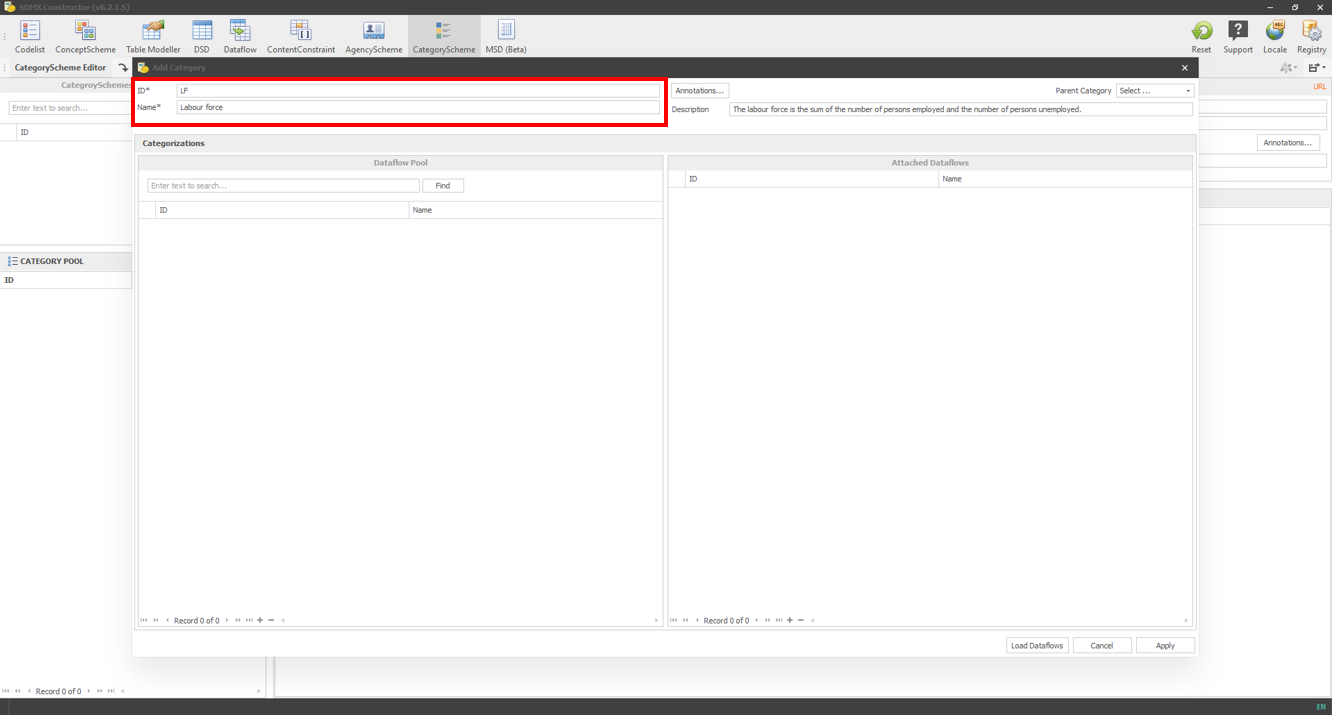 SDMX.Constructor (v6.2.1.5)
Codelist ConceptScheme Table Modeller DSD Dataflow ContentConstraint AgencyScheme CategoryScheme MSD (Beta) Reset Support Locale Registry
CategoryScheme Editor
Add Category
CategroySchemes
URL
ID*
LF
Annotations...
Parent Category
Select ...
Enter text to search...
Name*
Labour force
Description
The labour force is the sum of the number of persons employed and the number of persons unemployed.
ID
Categorizations
Annotations...
Dataflow Pool
Attached Dataflows
Enter text to search...
Find
ID
Name
ID
Name
CATEGORY POOL
ID
Record 0 of 0
Record 0 of 0
Load Dataflows
Cancel
Apply
Record 0 of 0
EN